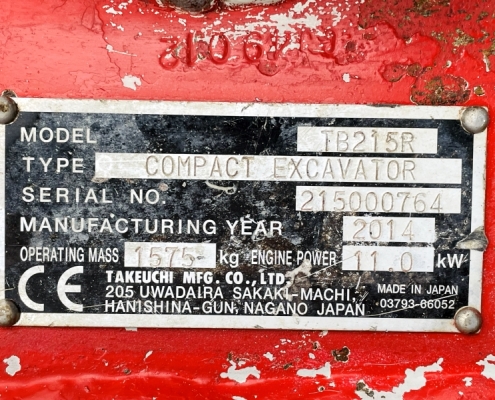 MODEL TB215R
TYPE COMPACT EXCAVATOR
SERIAL NO. 215000764
MANUFACTURING YEAR 2014
OPERATING MASS 1575 kg ENGINE POWER 11.0 kW
CE TAKEUCHI MFG. CO., LTD.
205 UWADAIRA SAKAKI-MACHI,
HANISHINA-GUN, NAGANO JAPAN
MADE IN JAPAN
03793-66052